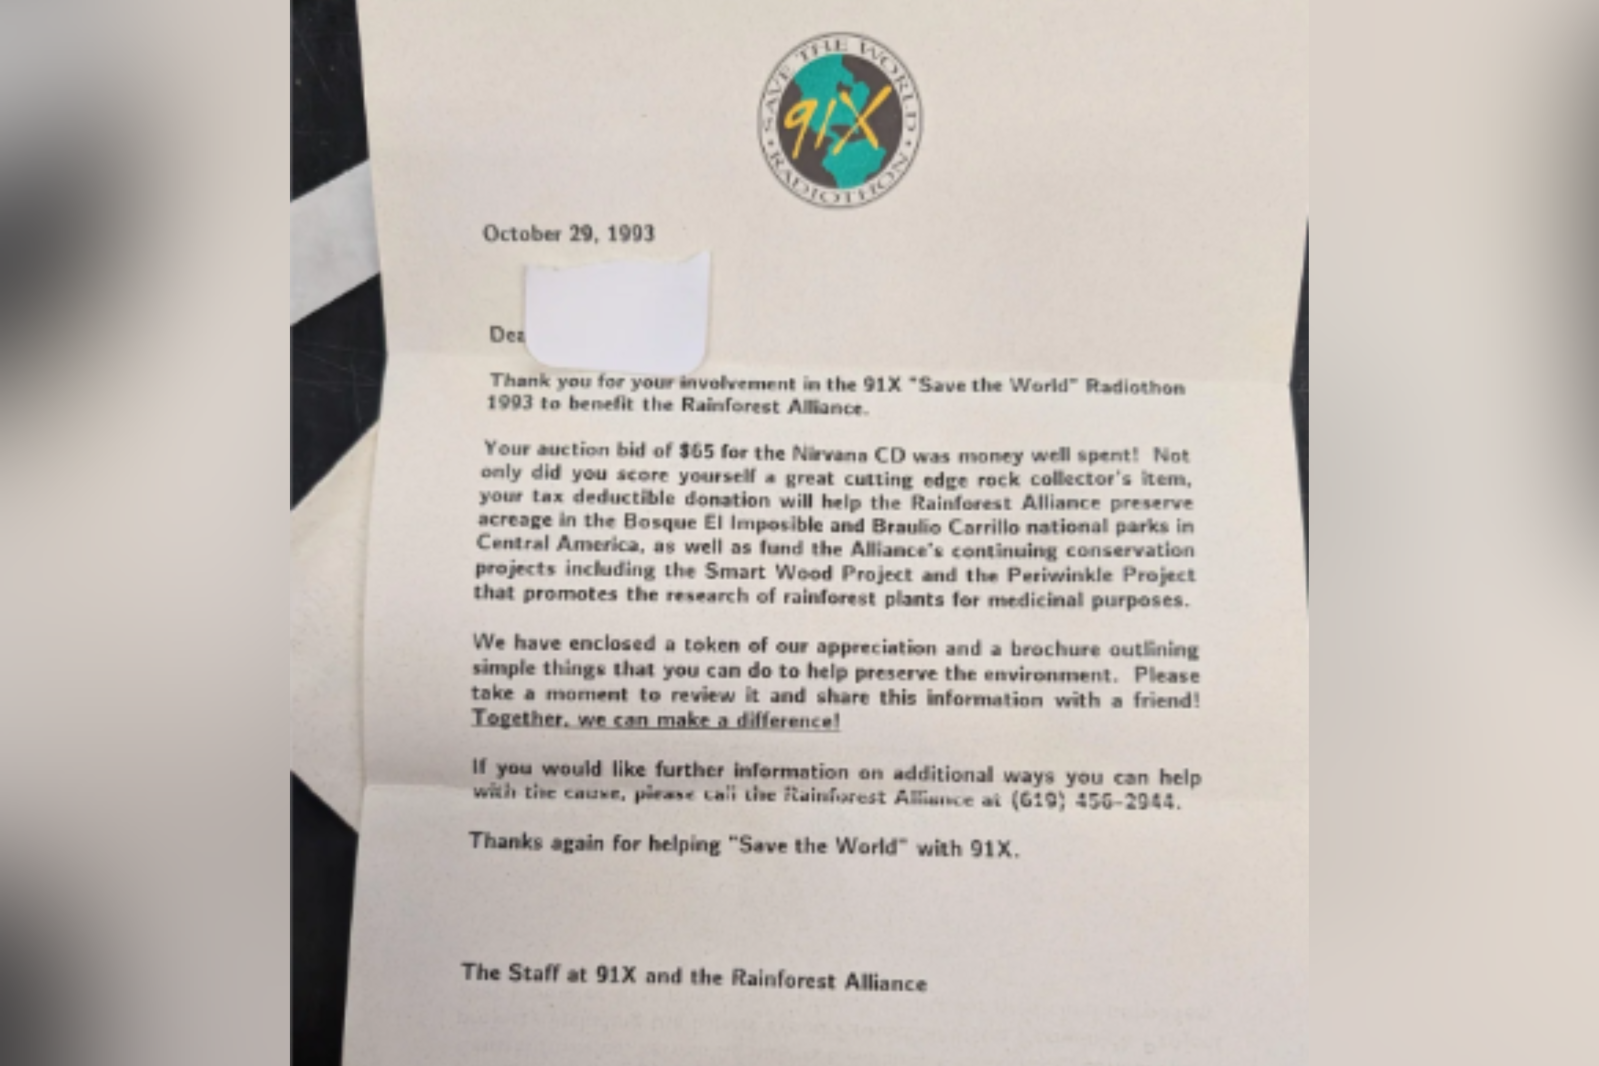 SAVE THE WORLD
91X
RADIOTHON
October 29, 1993
Dea
Thank you for your involvement in the 91X "Save the World" Radiothon
1993 to benefit the Rainforest Alliance.
Your auction bid of $65 for the Nirvana CD was money well spent! Not
only did you score yourself a great cutting edge rock collector's item,
your tax deductible donation will help the Rainforest Alliance preserve
acreage in the Bosque El Imposible and Braulio Carrillo national parks in
Central America, as well as fund the Alliance's continuing conservation
projects including the Smart Wood Project and the Periwinkle Project
that promotes the research of rainforest plants for medicinal purposes.
We have enclosed a token of our appreciation and a brochure outlining
simple things that you can do to help preserve the environment. Please
take a moment to review it and share this information with a friend!
Together, we can make a difference!
If you would like further information on additional ways you can help
with the cause, please call the Rainforest Alliance at (619) 456-2944.
Thanks again for helping "Save the World" with 91X.
The Staff at 91X and the Rainforest Alliance